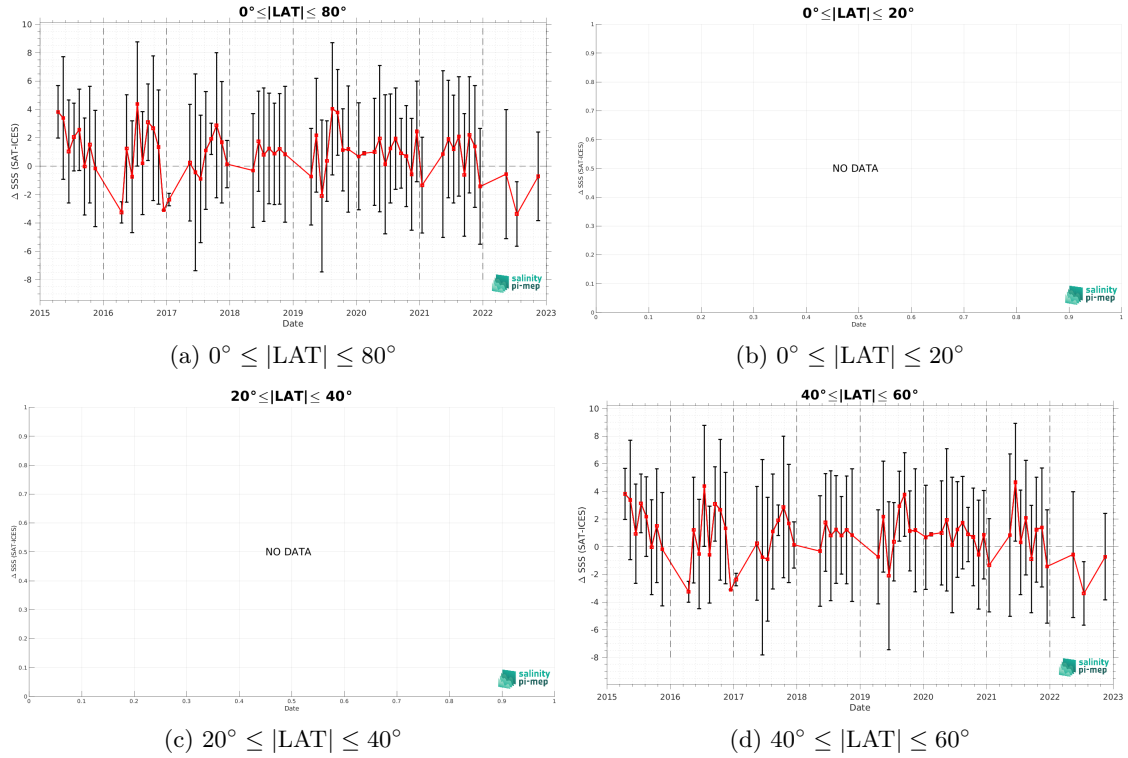 0°≤|LAT|≤ 80°
10
8
6
4
2
0
-2
-4
-6
-8
Δ SSS (SAT-ICES)
2015 2016 2017 2018 2019 2020 2021 2022 2023
Date
salinity
pi-mep
(a) 0° ≤ |LAT| ≤ 80°
0°≤|LAT|≤ 20°
1
0.9
0.8
0.7
0.6
0.5
0.4
0.3
0.2
0.1
0
Δ SSS (SAT-ICES)
NO DATA
0 0.1 0.2 0.3 0.4 0.5 0.6 0.7 0.8 0.9 1
Date
salinity
pi-mep
(b) 0° ≤ |LAT| ≤ 20°
20°≤|LAT|≤ 40°
1
0.9
0.8
0.7
0.6
0.5
0.4
0.3
0.2
0.1
0
Δ SSS (SAT-ICES)
NO DATA
0 0.1 0.2 0.3 0.4 0.5 0.6 0.7 0.8 0.9 1
Date
salinity
pi-mep
(c) 20° ≤ |LAT| ≤ 40°
40°≤|LAT|≤ 60°
10
8
6
4
2
0
-2
-4
-6
-8
Δ SSS (SAT-ICES)
2015 2016 2017 2018 2019 2020 2021 2022 2023
Date
salinity
pi-mep
(d) 40° ≤ |LAT| ≤ 60°